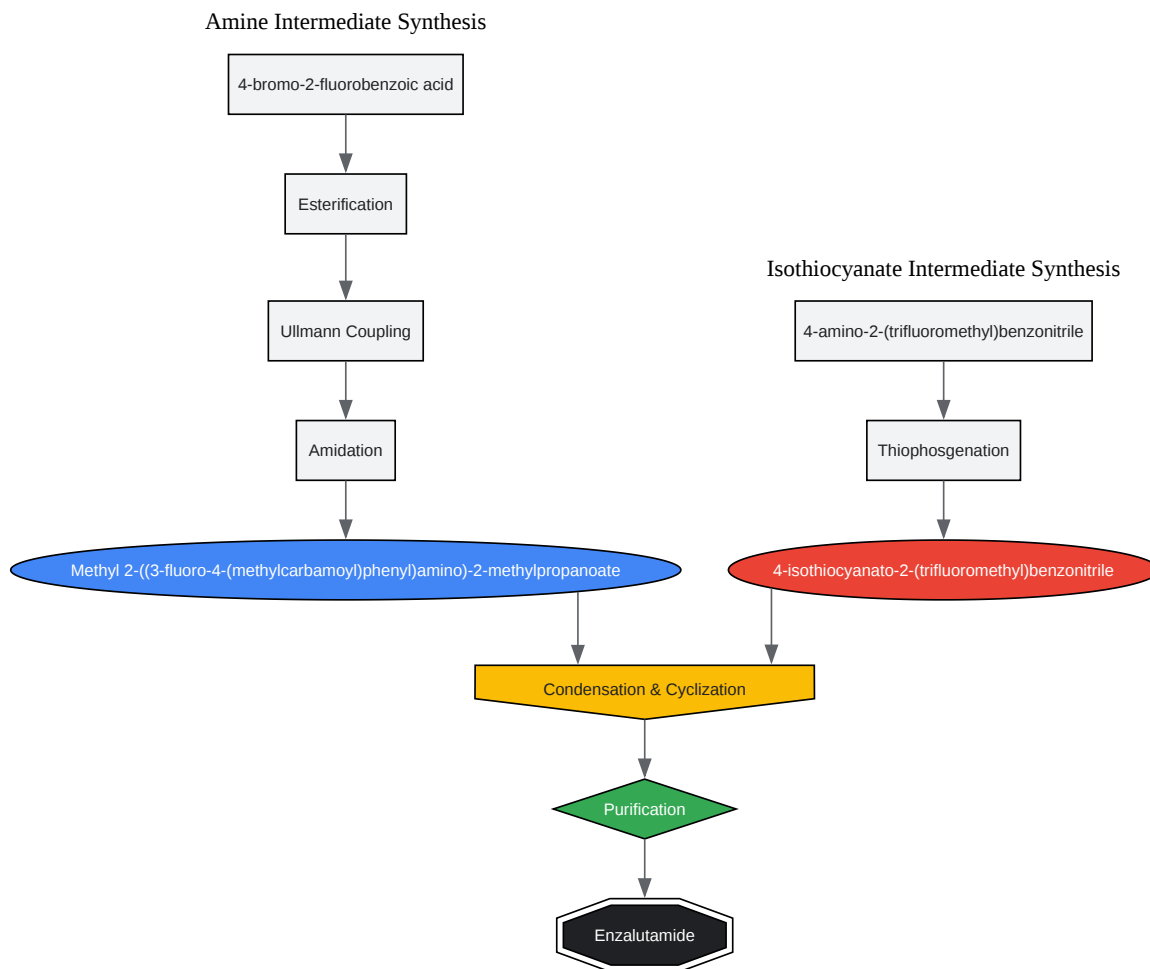 Amine Intermediate Synthesis
4-bromo-2-fluorobenzoic acid
Esterification
Ullmann Coupling
Amidation
Methyl 2-((3-fluoro-4-(methylcarbamoyl)phenyl)amino)-2-methylpropanoate
Isothiocyanate Intermediate Synthesis
4-amino-2-(trifluoromethyl)benzonitrile
Thiophosgenation
4-isothiocyanato-2-(trifluoromethyl)benzonitrile
Condensation & Cyclization
Purification
Enzalutamide